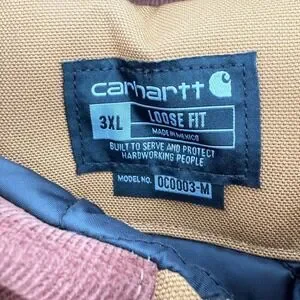 carhartt
3XL
LOOSE FIT
MADE IN MEXICO
BUILT TO SERVE AND PROTECT
HARDWORKING PEOPLE
MODEL NO. OC0003-M